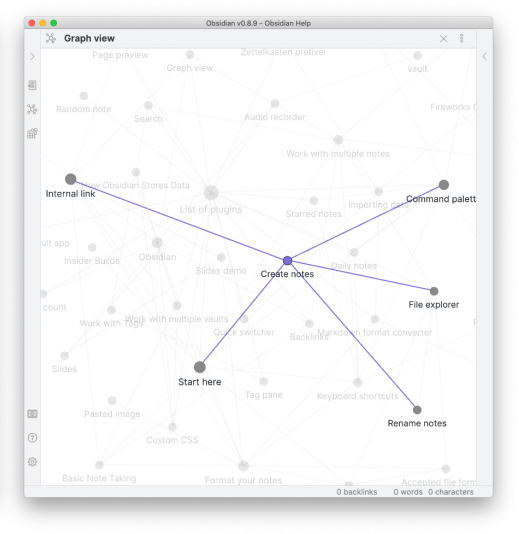 Obsidian v0.8.9 - Obsidian Help
Graph view
Page preview
Zettelkasten prefixer
Graph view
vault
Random note
Search
Audio recorder
Fireworks
Work with multiple notes
How Obsidian Stores Data
Internal link
Command palett
Importing data
List of plugins
Starred notes
ult app
Insider Builds
Obsidian
Slides demo
Create notes
Daily notes
count
File explorer
Work with Tags
Work with multiple vaults
Quick switcher
Backlinks
Markdown format converter
Slides
Start here
Tag pane
Keyboard shortcuts
Pasted image
Rename notes
Custom CSS
Basic Note Taking
Format your notes
Accepted file form
0 backlinks 0 words 0 characters